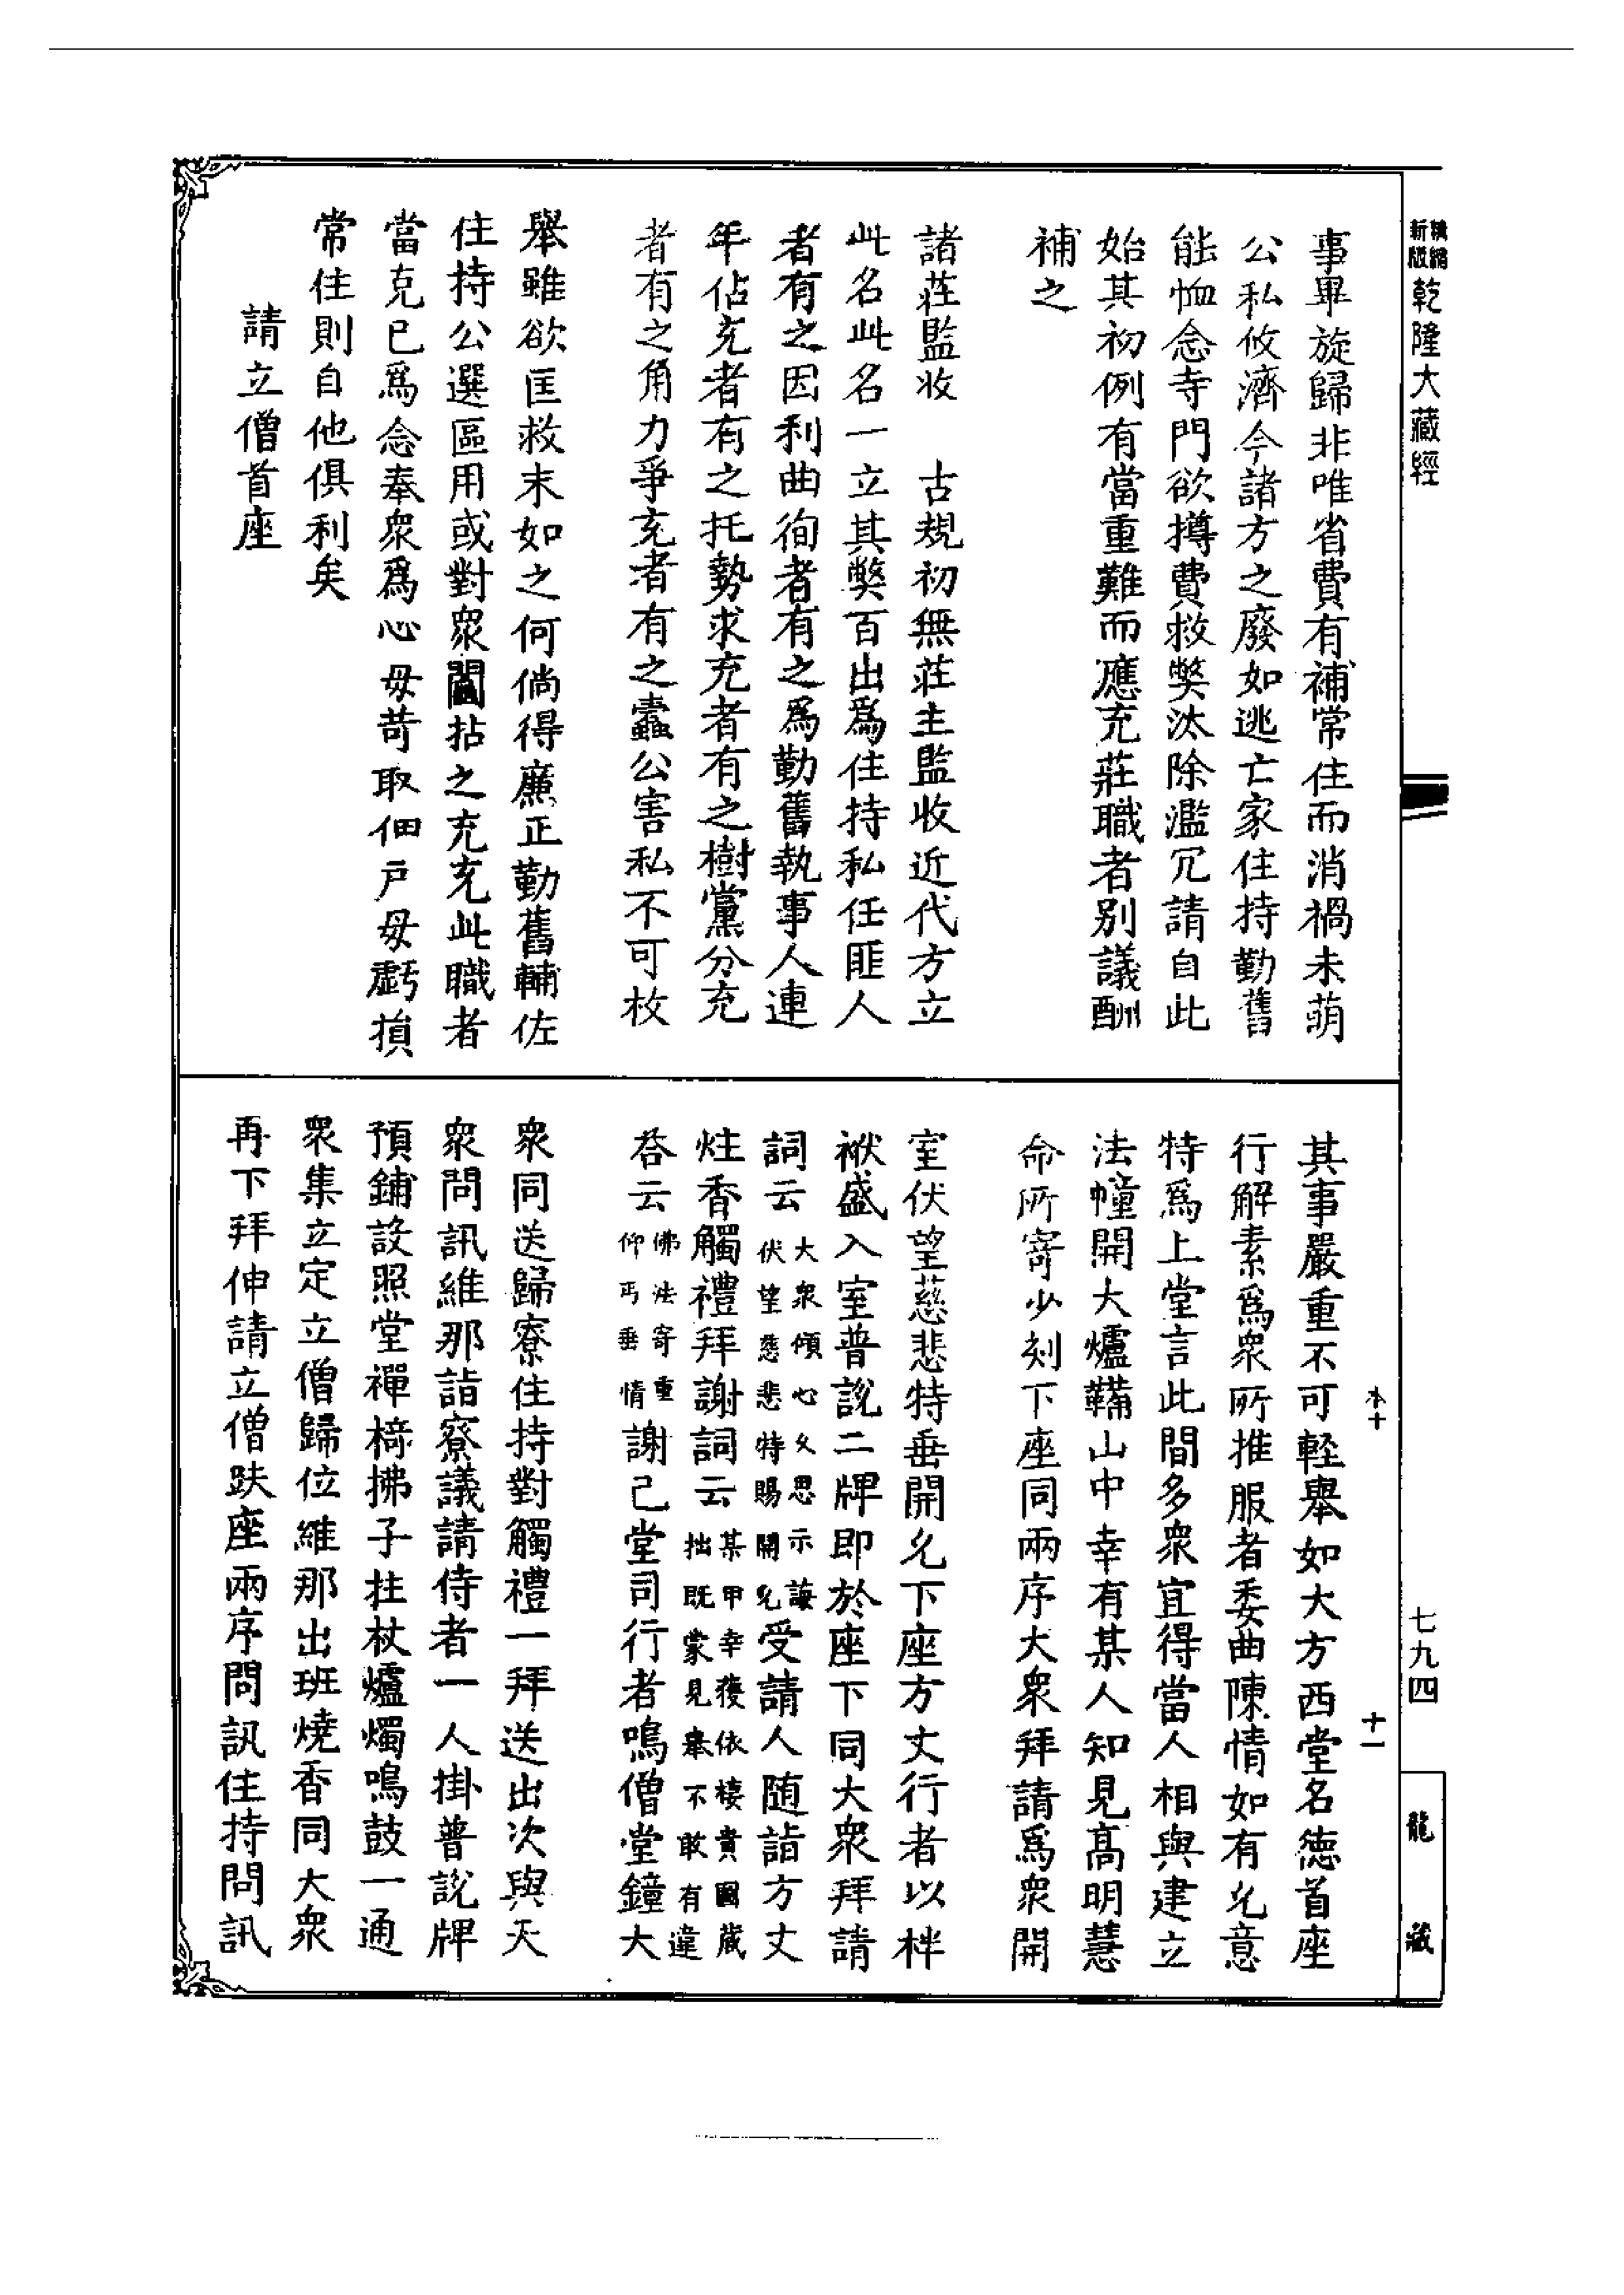 新版精編乾隆大藏經
事畢旋歸非唯省費有補常住而消禍未萌
公私攸濟今諸方之廢如逃亡家住持勤舊
能恤念寺門欲撙費救獘汰除濫冗請自此
始其初例有當重難而應充莊職者别議酬
補之
諸莊監收　古規初無莊主監收近代方立
此名此名一立其獘百出爲住持私任匪人
者有之因利曲徇者有之爲勤舊執事人連
年佔充者有之托勢求充者有之樹黨分充
者有之角力爭充者有之蠹公害私不可枚
舉雖欲匡救末如之何倘得廉正勤舊輔佐
住持公選區用或對衆鬮拈之充充此職者
當克已爲念奉衆爲心毋苛取佃戸毋虧損
常住則自他俱利矣
請立僧首座
本十
十一
其事嚴重不可輕舉如大方西堂名德首座
行解素爲衆所推服者委曲陳情如有允意
特爲上堂言此間多衆宜得當人相與建立
法幢開大爐鞴山中幸有某人知見髙明慧
命所寄少刻下座同兩序大衆拜請爲衆開
室伏望慈悲特垂開允下座方丈行者以柈
袱盛入室普說二牌即於座下同大衆拜請
詞云大衆傾心久思示誨伏望慈悲特賜開允受請人随詣方丈
炷香觸禮拜謝詞云某甲幸獲依棲貴國蕆拙既蒙見舉不敢有違
荅云佛法寄重仰丐垂情謝已堂司行者鳴僧堂鐘大
衆同送歸寮住持對觸禮一拜送出次與大
衆問訊維那詣寮議請侍者一人掛普說牌
預鋪設照堂禪椅拂子拄杖爐燭鳴鼓一通
衆集立定立僧歸位維那出班燒香同大衆
再下拜伸請立僧趺座兩序問訊住持問訊
七九四
龍藏